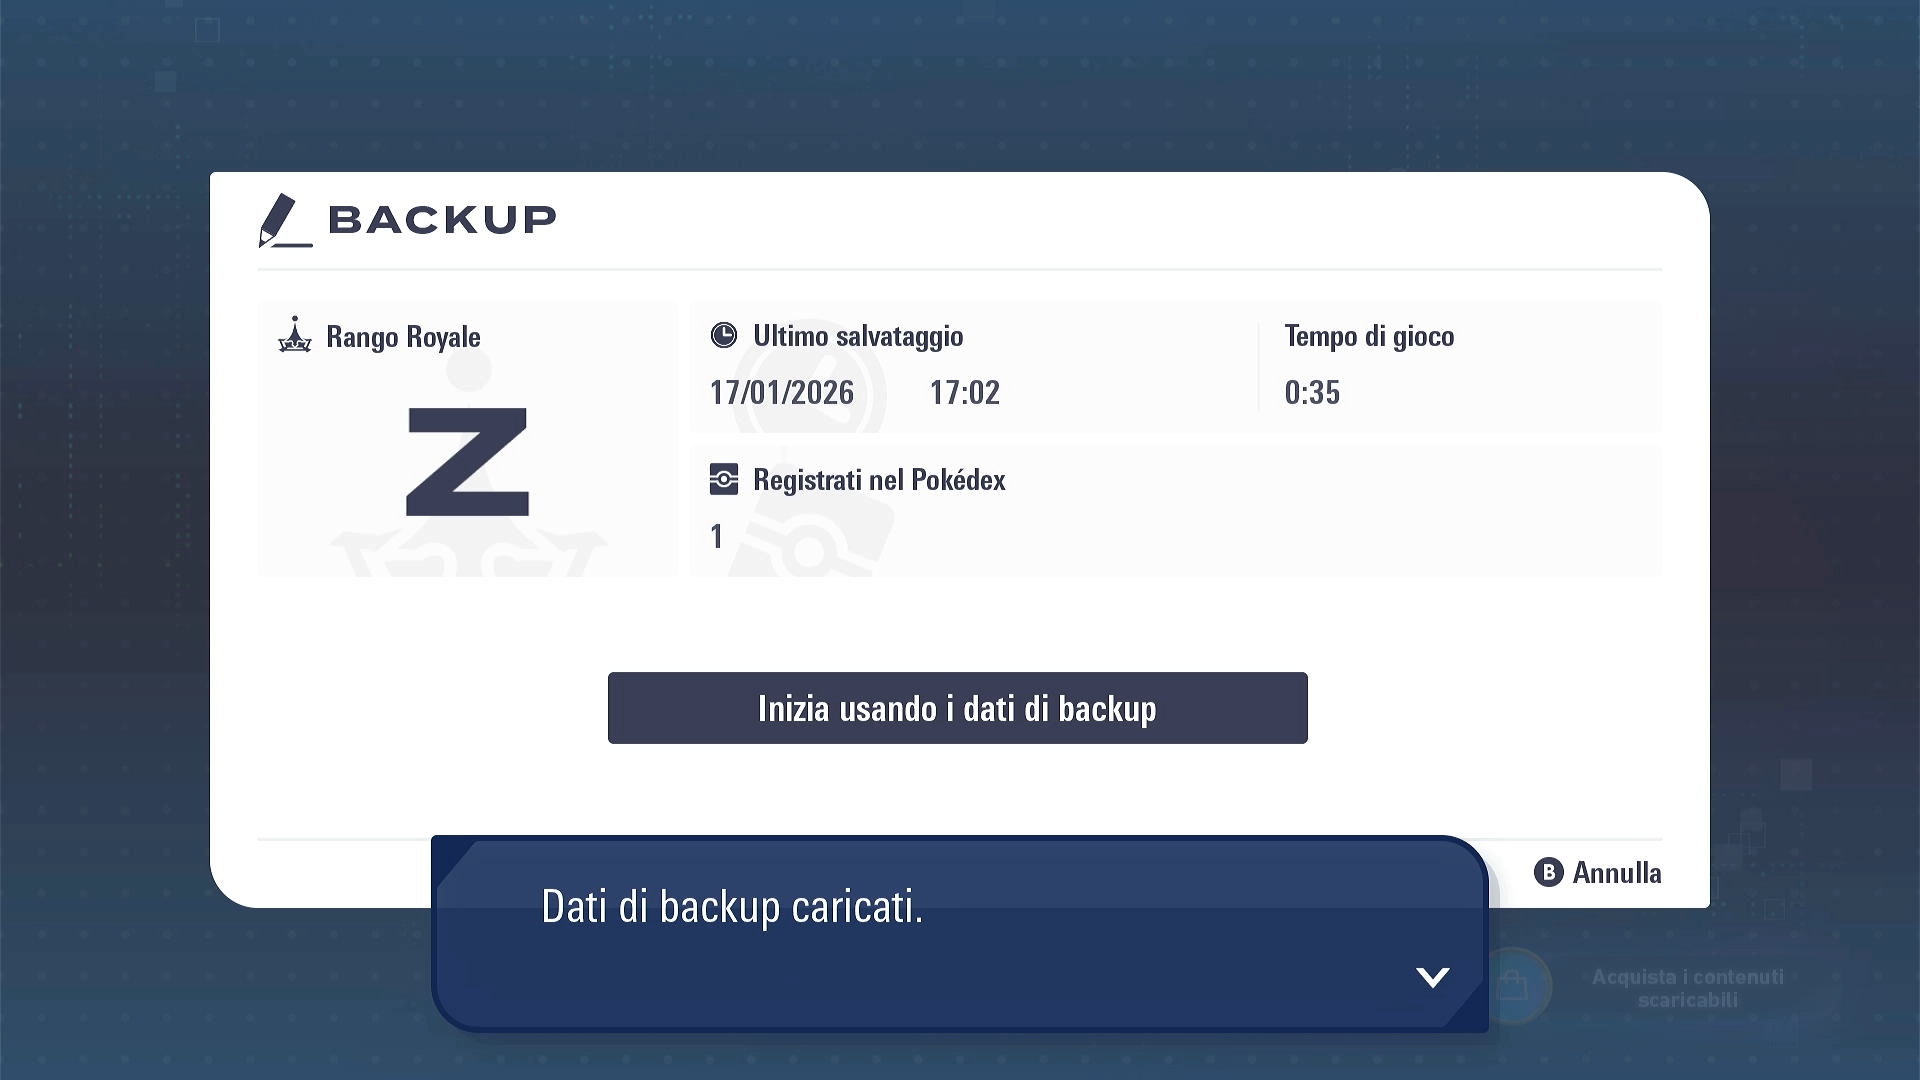 BACKUP
Rango Royale
Z
Ultimo salvataggio
17/01/2026 17:02
Tempo di gioco
0:35
Registrati nel Pokédex
1
Inizia usando i dati di backup
B Annulla
Dati di backup caricati.
Acquista i contenuti
scaricabili